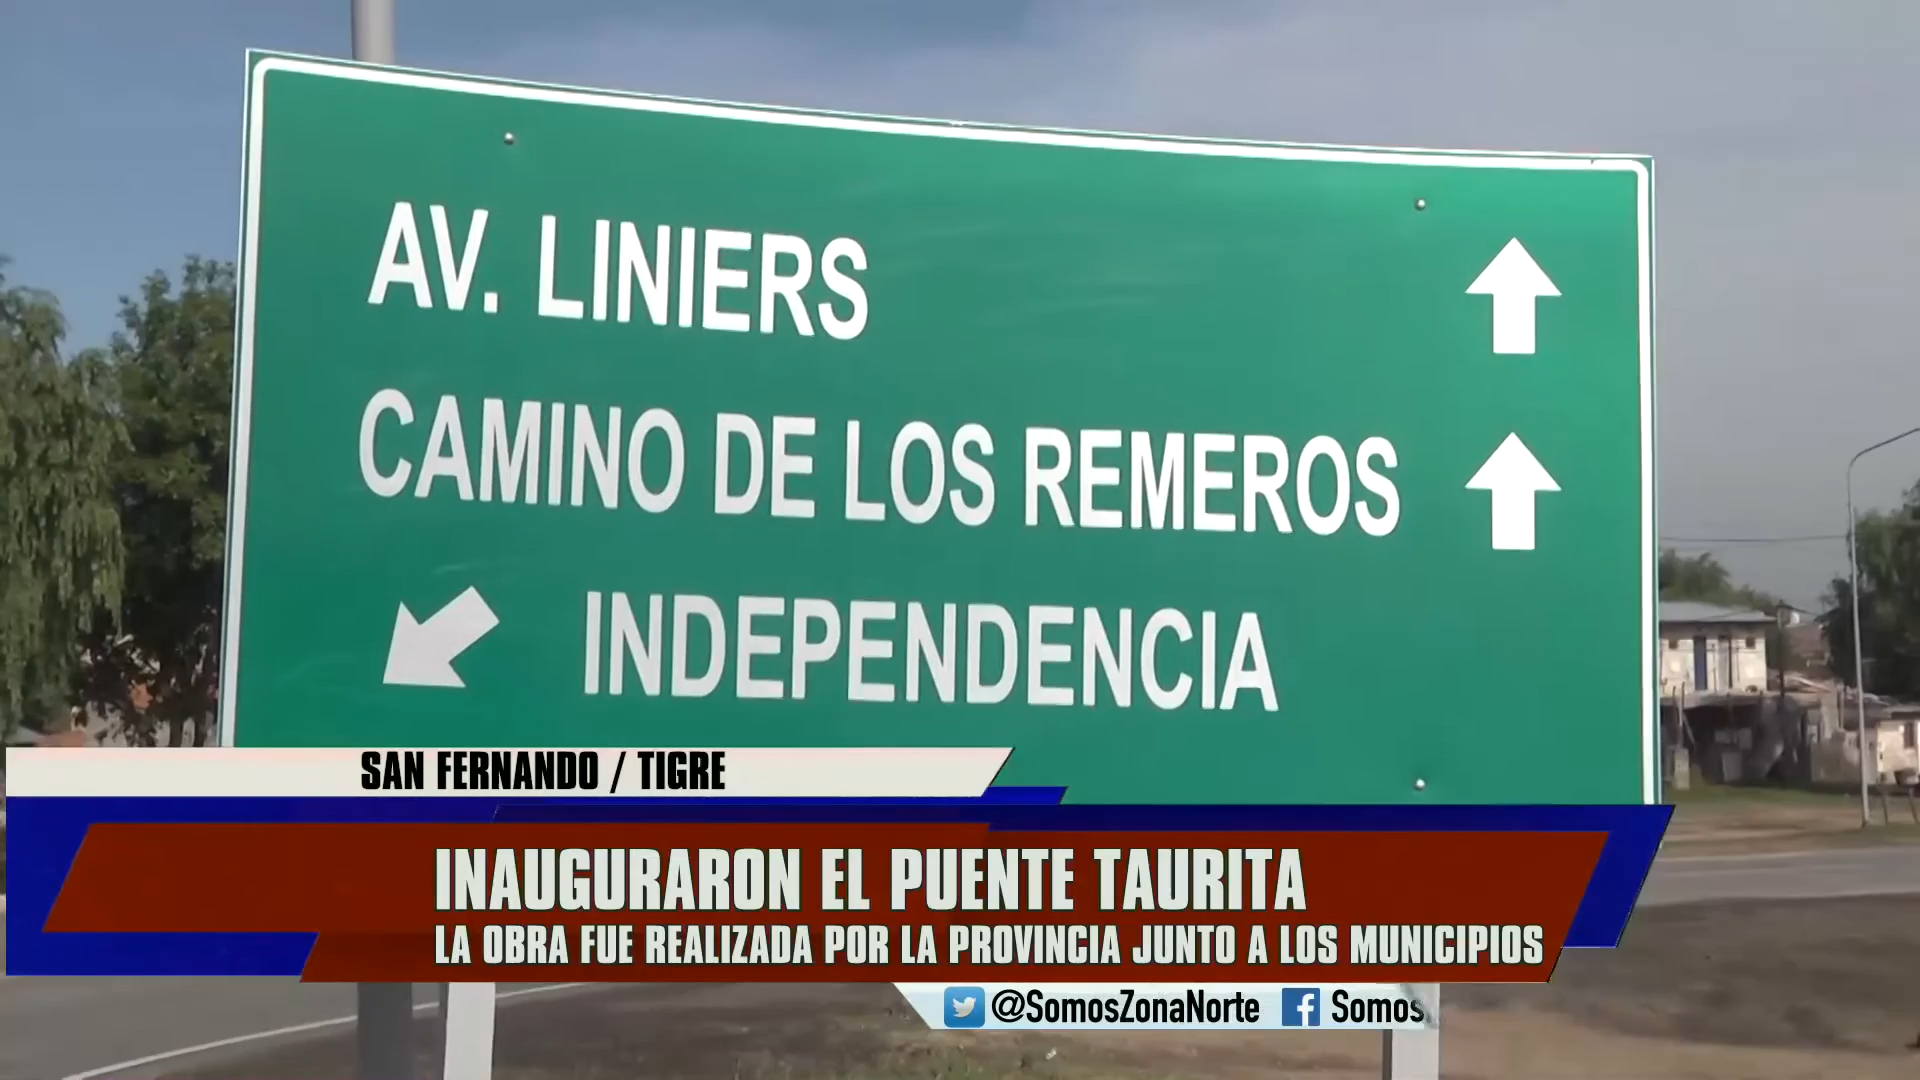 AV. LINIERS
CAMINO DE LOS REMEROS
INDEPENDENCIA
SAN FERNANDO / TIGRE
INAUGURARON EL PUENTE TAURITA
LA OBRA FUE REALIZADA POR LA PROVINCIA JUNTO A LOS MUNICIPIOS
@SomosZonaNorte Somos